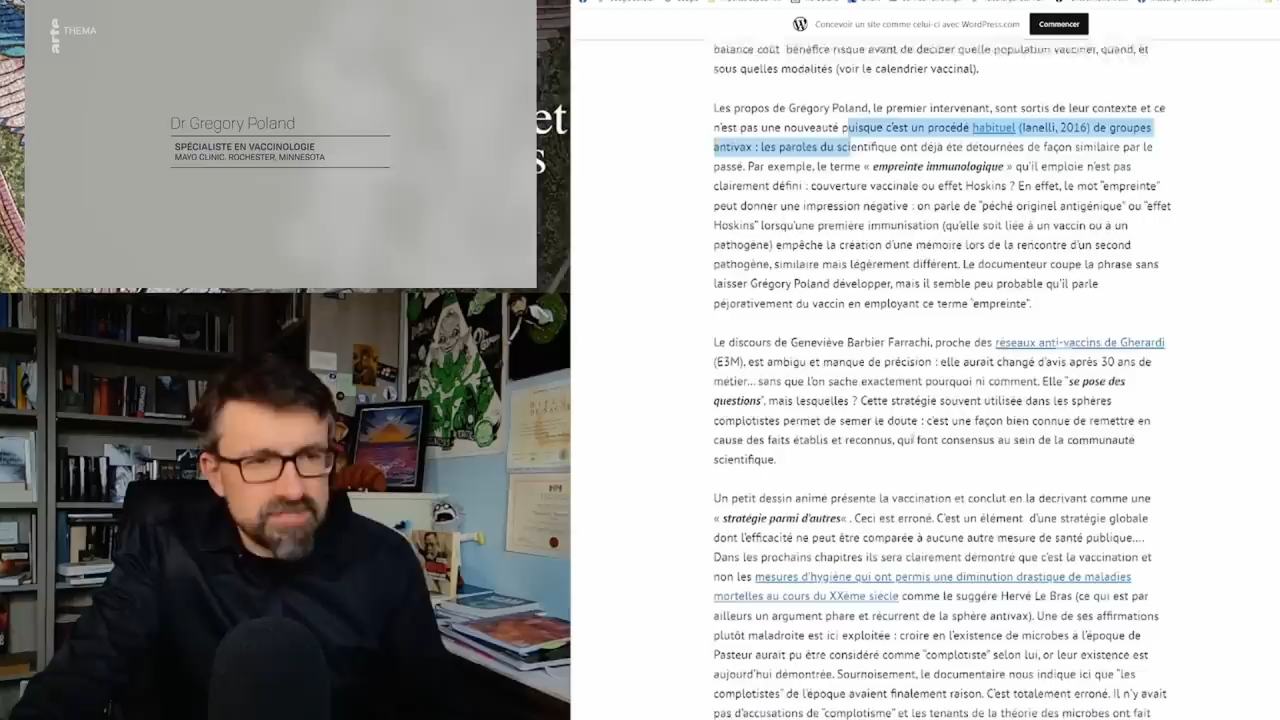 arte THEMA
Dr Gregory Poland
SPÉCIALISTE EN VACCINOLOGIE
MAYO CLINIC. ROCHESTER, MINNESOTA
et
s
Concevoir un site comme celui-ci avec WordPress.com
Commencer
balance coût bénéfice risque avant de décider quelle population vacciner, quand, et
sous quelles modalités (voir le calendrier vaccinal).
Les propos de Grégory Poland, le premier intervenant, sont sortis de leur contexte et ce
n'est pas une nouveauté puisque c'est un procédé habituel (Ianelli, 2016) de groupes
antivax : les paroles du scientifique ont déjà été détournées de façon similaire par le
passé. Par exemple, le terme « empreinte immunologique » qu'il emploie n'est pas
clairement défini : couverture vaccinale ou effet Hoskins ? En effet, le mot "empreinte"
peut donner une impression négative : on parle de "péché originel antigénique" ou "effet
Hoskins" lorsqu'une première immunisation (qu'elle soit liée à un vaccin ou à un
pathogène) empêche la création d'une mémoire lors de la rencontre d'un second
pathogène, similaire mais légèrement différent. Le documenteur coupe la phrase sans
laisser Grégory Poland développer, mais il semble peu probable qu'il parle
péjorativement du vaccin en employant ce terme "empreinte".
Le discours de Geneviève Barbier Farrachi, proche des réseaux anti-vaccins de Gherardi
(E3M), est ambigu et manque de précision : elle aurait changé d'avis après 30 ans de
métier… sans que l'on sache exactement pourquoi ni comment. Elle "se pose des
questions", mais lesquelles ? Cette stratégie souvent utilisée dans les sphères
complotistes permet de semer le doute : c'est une façon bien connue de remettre en
cause des faits établis et reconnus, qui font consensus au sein de la communauté
scientifique.
Un petit dessin animé présente la vaccination et conclut en la decrivant comme une
« stratégie parmi d'autres« . Ceci est erroné. C'est un élément d'une stratégie globale
dont l'efficacité ne peut être comparée à aucune autre mesure de santé publique….
Dans les prochains chapitres ils sera clairement démontré que c'est la vaccination et
non les mesures d'hygiène qui ont permis une diminution drastique de maladies
mortelles au cours du XXème siècle comme le suggére Hervé Le Bras (ce qui est par
ailleurs un argument phare et récurrent de la sphère antivax). Une de ses affirmations
plutôt maladroite est ici exploitée : croire en l'existence de microbes à l'époque de
Pasteur aurait pu être considéré comme "complotiste" selon lui, or leur existence est
aujourd'hui démontrée. Sournoisement, le documentaire nous indique ici que "les
complotistes" de l'époque avaient finalement raison. C'est totalement erroné. Il n'y avait
pas d'accusations de "complotisme" et les tenants de la théorie des microbes ont fait